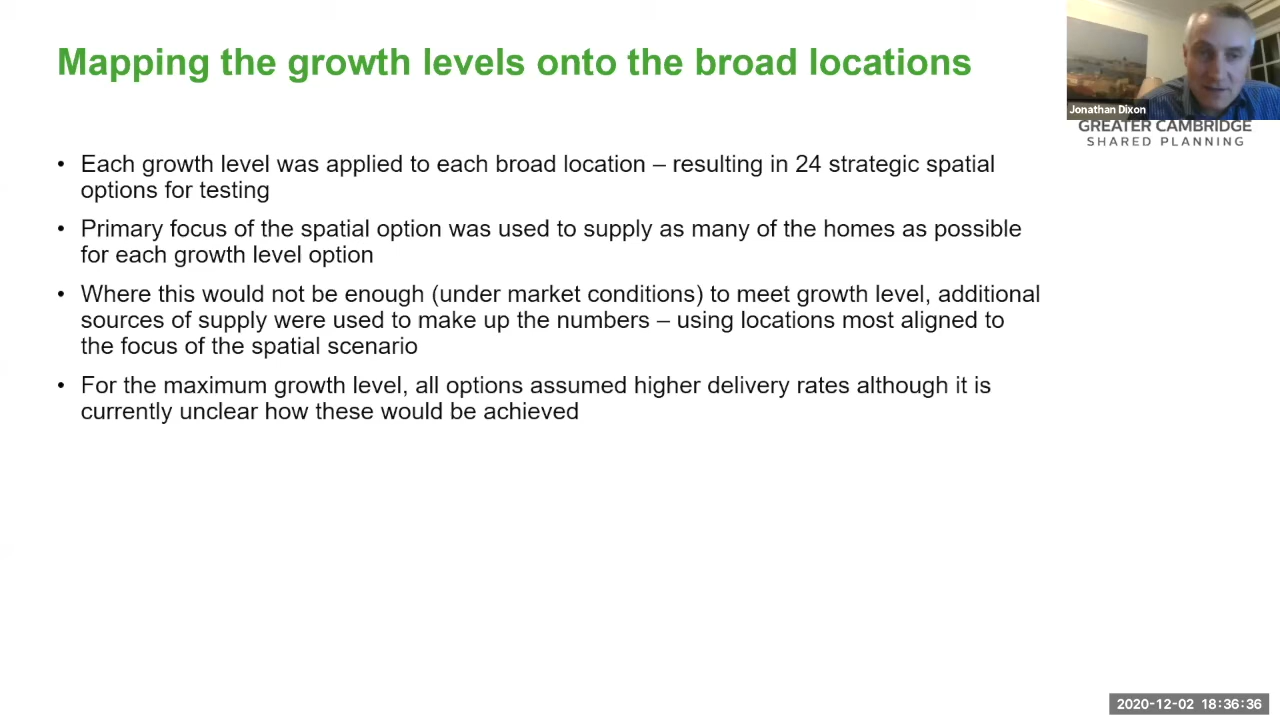 Mapping the growth levels onto the broad locations
Jonathan Dixon
GREATER CAMBRIDGE
SHARED PLANNING
• Each growth level was applied to each broad location – resulting in 24 strategic spatial
options for testing
• Primary focus of the spatial option was used to supply as many of the homes as possible
for each growth level option
• Where this would not be enough (under market conditions) to meet growth level, additional
sources of supply were used to make up the numbers – using locations most aligned to
the focus of the spatial scenario
• For the maximum growth level, all options assumed higher delivery rates although it is
currently unclear how these would be achieved
2020-12-02 18:36:36